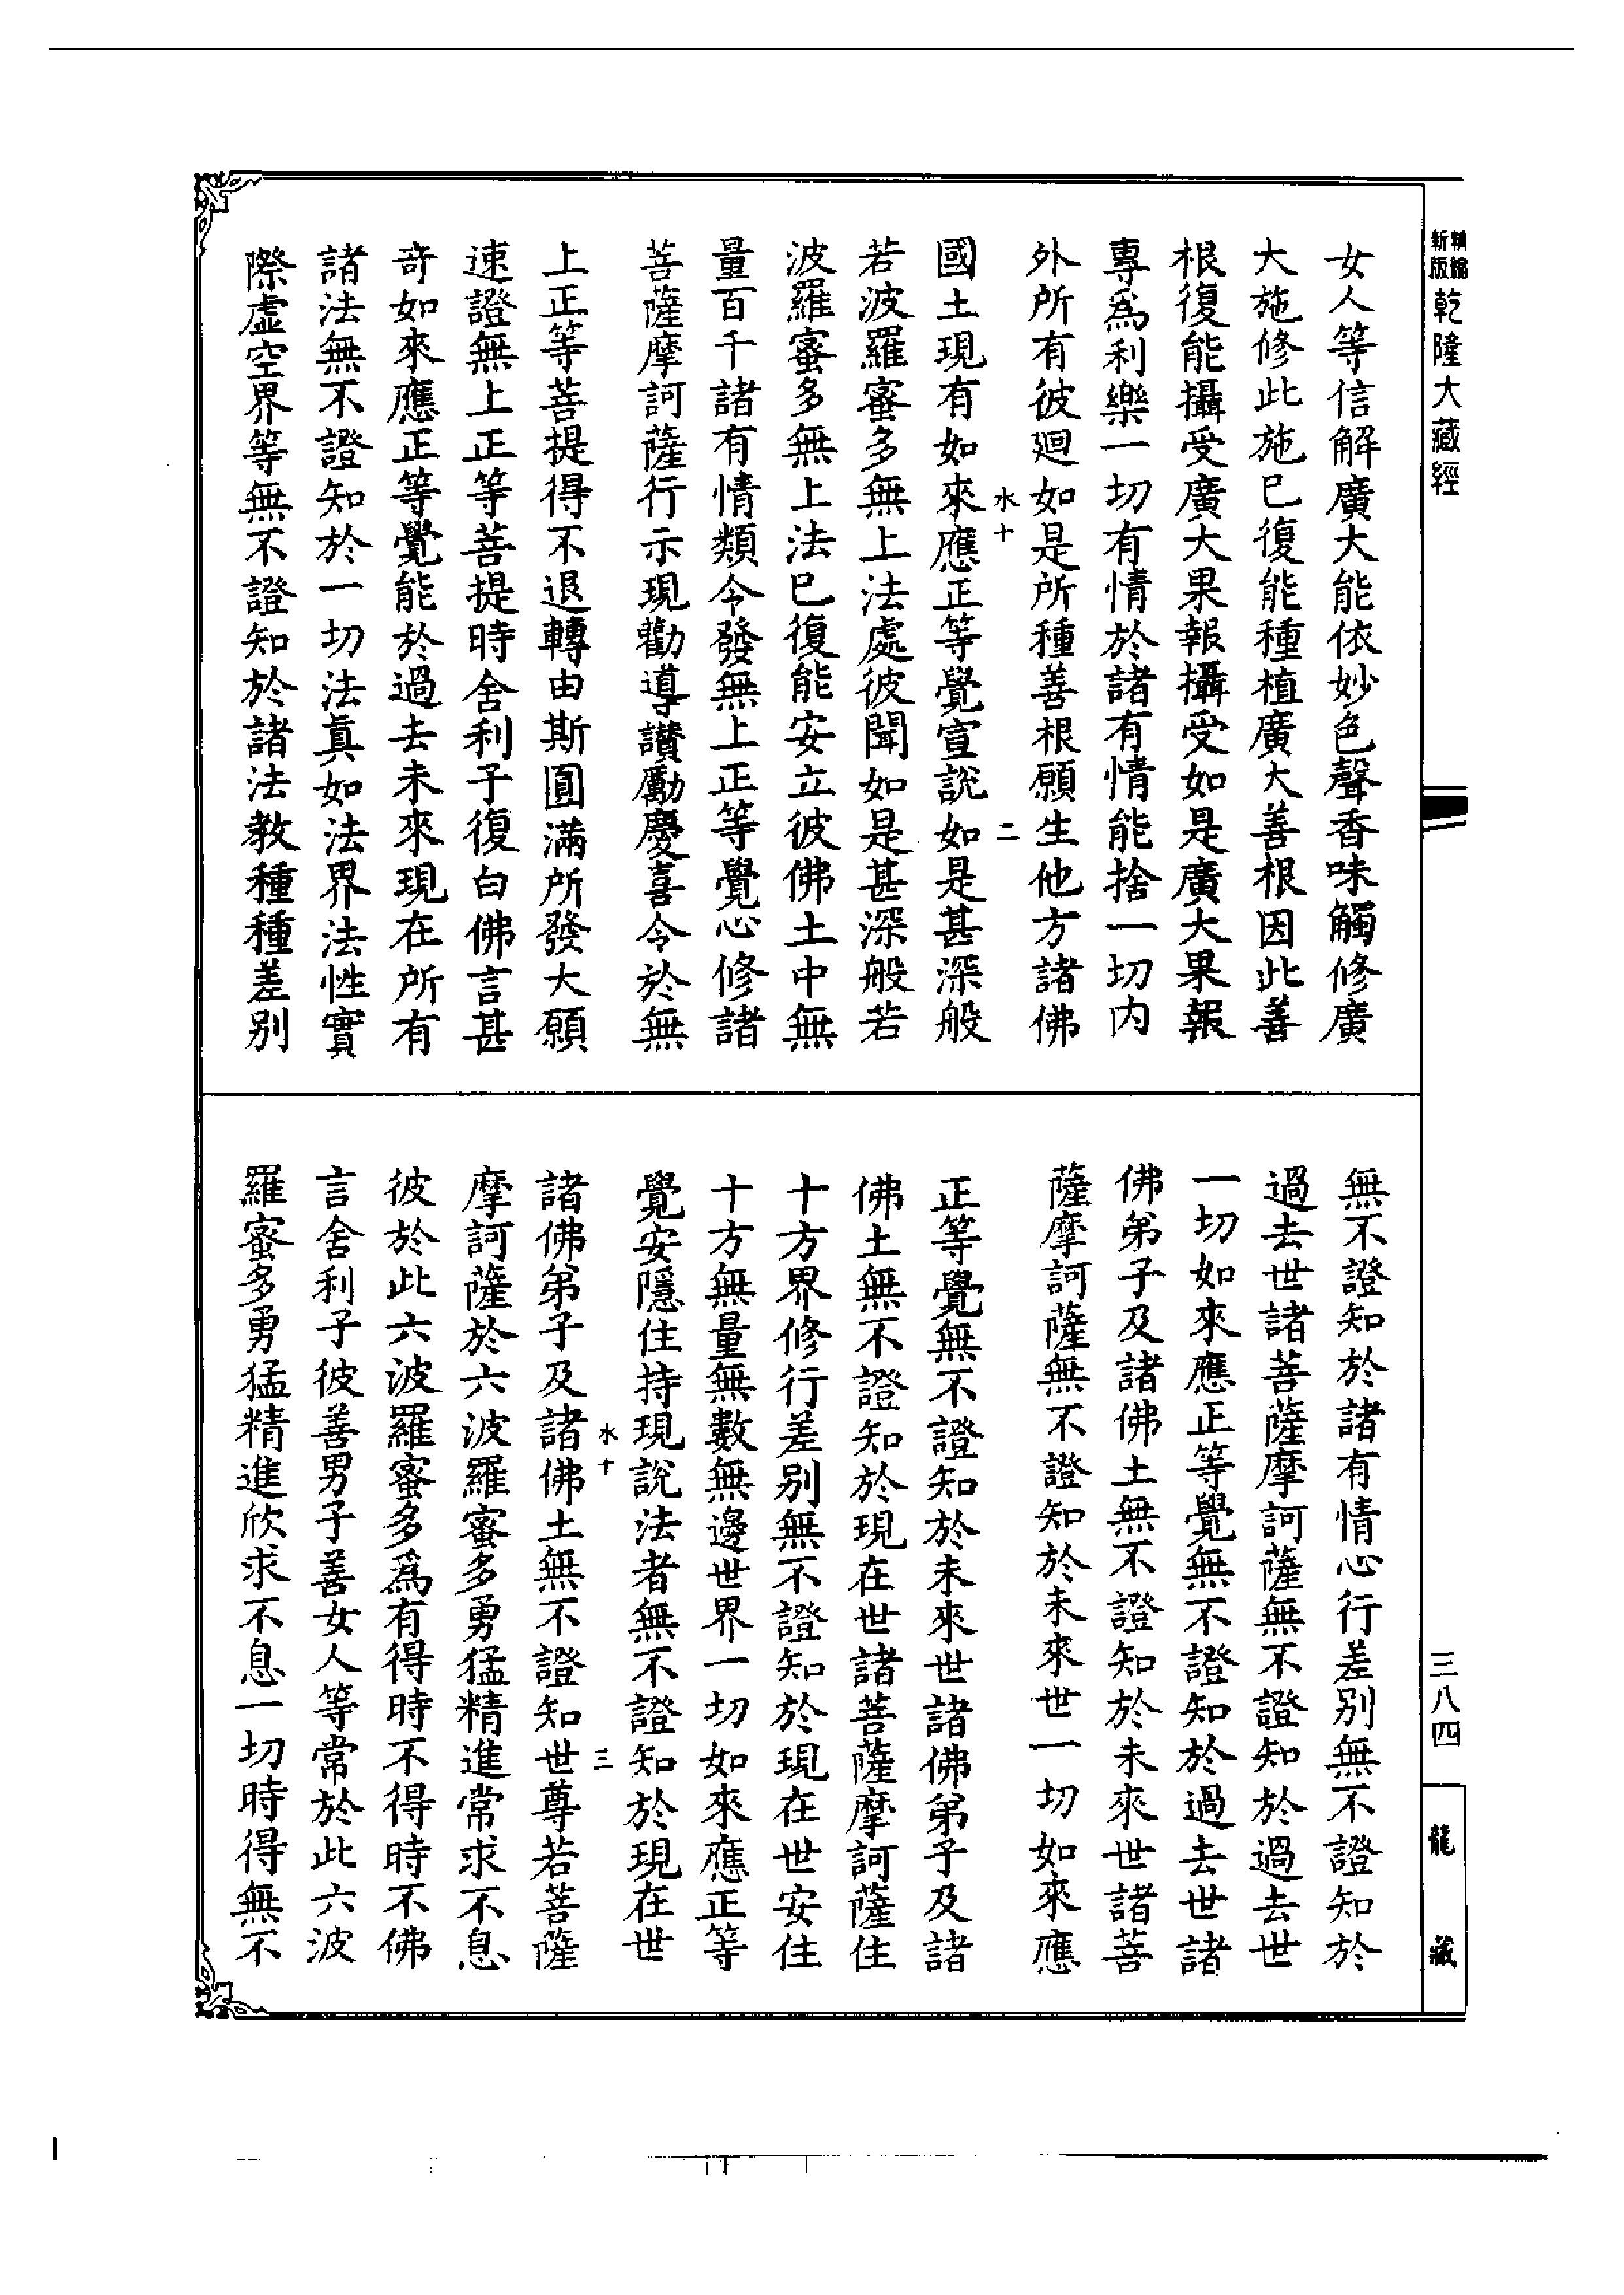 精編
新版
乾隆大藏經
三八四
龍藏
女人等信解廣大能依妙色聲香味觸修廣
大施修此施已復能種植廣大善根因此善
根復能攝受廣大果報攝受如是廣大果報
專爲利樂一切有情於諸有情能捨一切內
外所有彼迴如是所種善根願生他方諸佛
水十 二
國土現有如來應正等覺宣說如是甚深般
若波羅蜜多無上法處彼聞如是甚深般若
波羅蜜多無上法已復能安立彼佛土中無
量百千諸有情類令發無上正等覺心修諸
菩薩摩訶薩行示現勸導讚勵慶喜令於無
上正等菩提得不退轉由斯圓滿所發大願
速證無上正等菩提時舍利子復白佛言甚
奇如來應正等覺能於過去未來現在所有
諸法無不證知於一切法真如法界法性實
際虛空界等無不證知於諸法教種種差別
無不證知於諸有情心行差別無不證知於
過去世諸菩薩摩訶薩無不證知於過去世
一切如來應正等覺無不證知於過去世諸
佛弟子及諸佛土無不證知於未來世諸菩
薩摩訶薩無不證知於未來世一切如來應
正等覺無不證知於未來世諸佛弟子及諸
佛土無不證知於現在世諸菩薩摩訶薩住
十方界修行差別無不證知於現在世安住
十方無量無數無邊世界一切如來應正等
覺安隱住持現說法者無不證知於現在世
水十 三
諸佛弟子及諸佛土無不證知世尊若菩薩
摩訶薩於六波羅蜜多勇猛精進常求不息
彼於此六波羅蜜多爲有得時不得時不佛
言舍利子彼善男子善女人等常於此六波
羅蜜多勇猛精進欣求不息一切時得無不